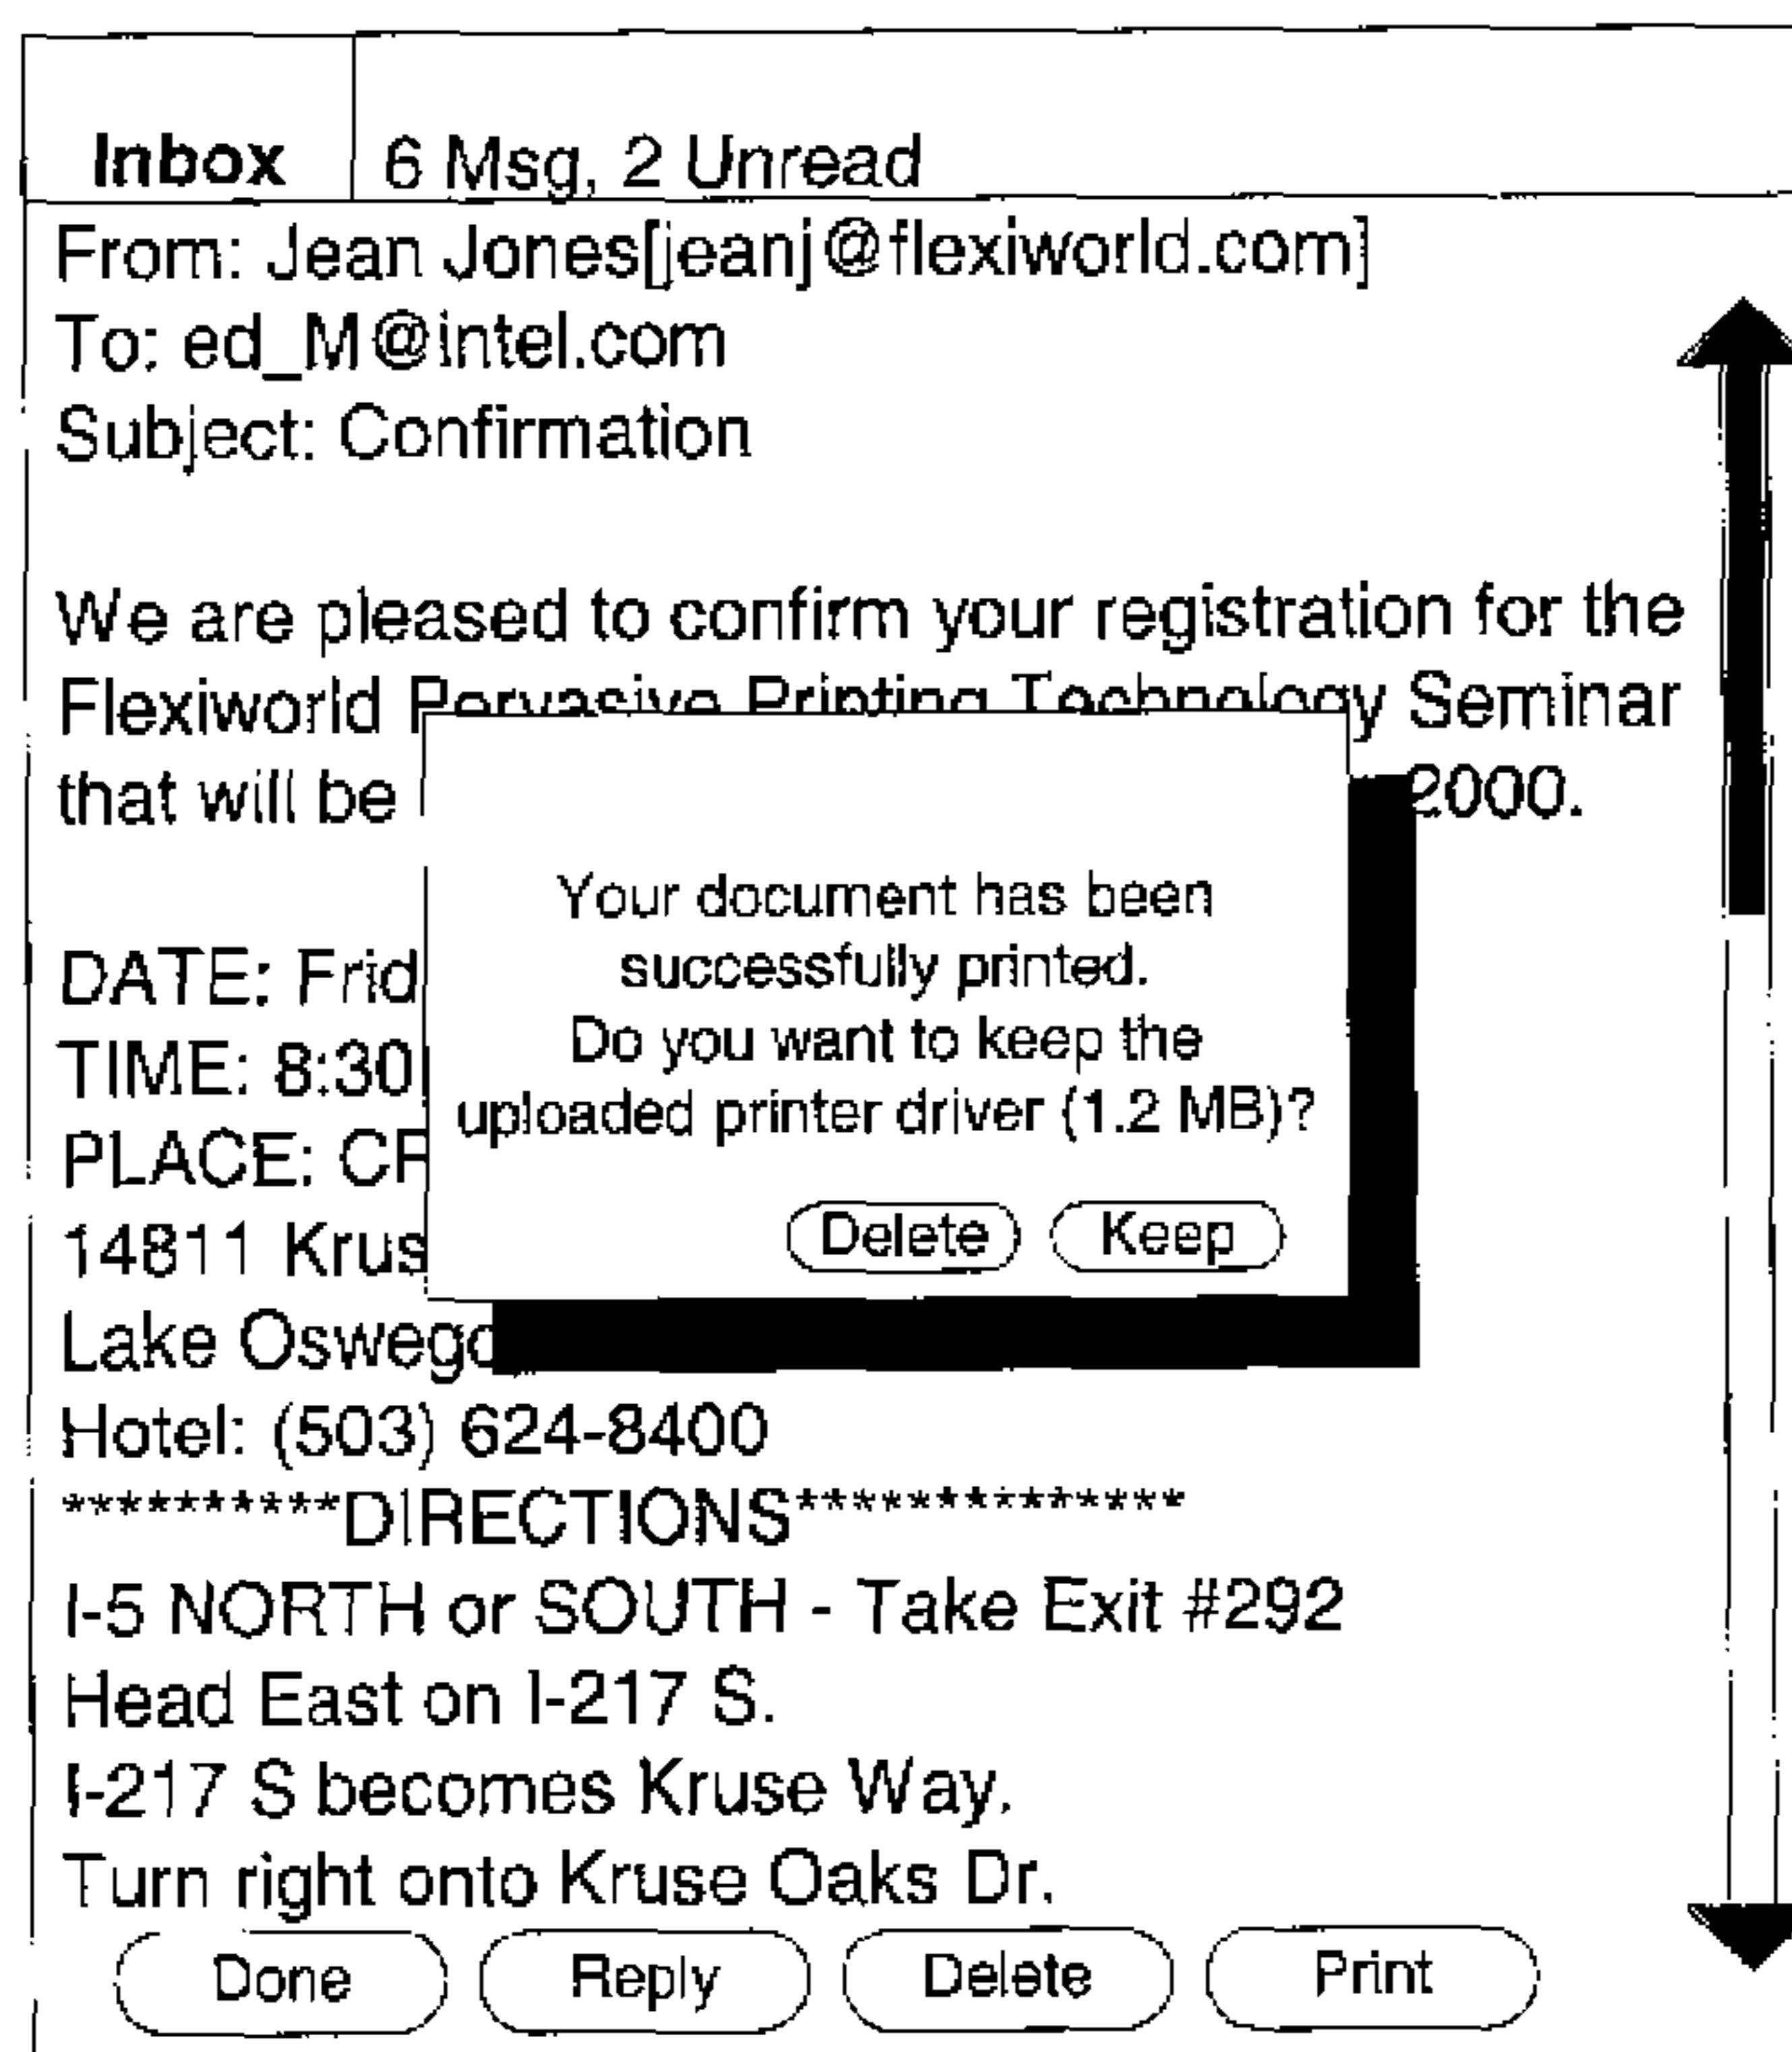 Inbox 6 Msg, 2 Unread
From: Jean Jones[jeanj@flexiworld.com]
To: ed_M@intel.com
Subject: Confirmation
We are pleased to confirm your registration for the
Flexiworld Pervasive Printing Technology Seminar
that will be 2000.
DATE: Frid
TIME: 8:30
PLACE: CR
14811 Krus
Lake Oswego,
Hotel: (503) 624-8400
**********DIRECTIONS**************
I-5 NORTH or SOUTH - Take Exit #292
Head East on I-217 S.
I-217 S becomes Kruse Way.
Turn right onto Kruse Oaks Dr.
Your document has been
successfully printed.
Do you want to keep the
uploaded printer driver (1.2 MB)?
Delete Keep
Done Reply Delete Print